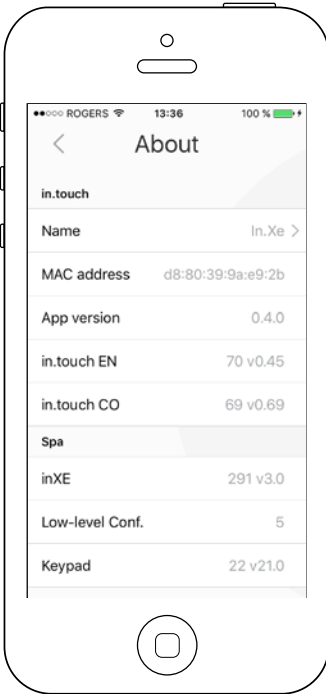 ●●○○○ ROGERS 13:36 100 %
< About
in.touch
Name In.Xe >
MAC address d8:80:39:9a:e9:2b
App version 0.4.0
in.touch EN 70 v0.45
in.touch CO 69 v0.69
Spa
inXE 291 v3.0
Low-level Conf. 5
Keypad 22 v21.0